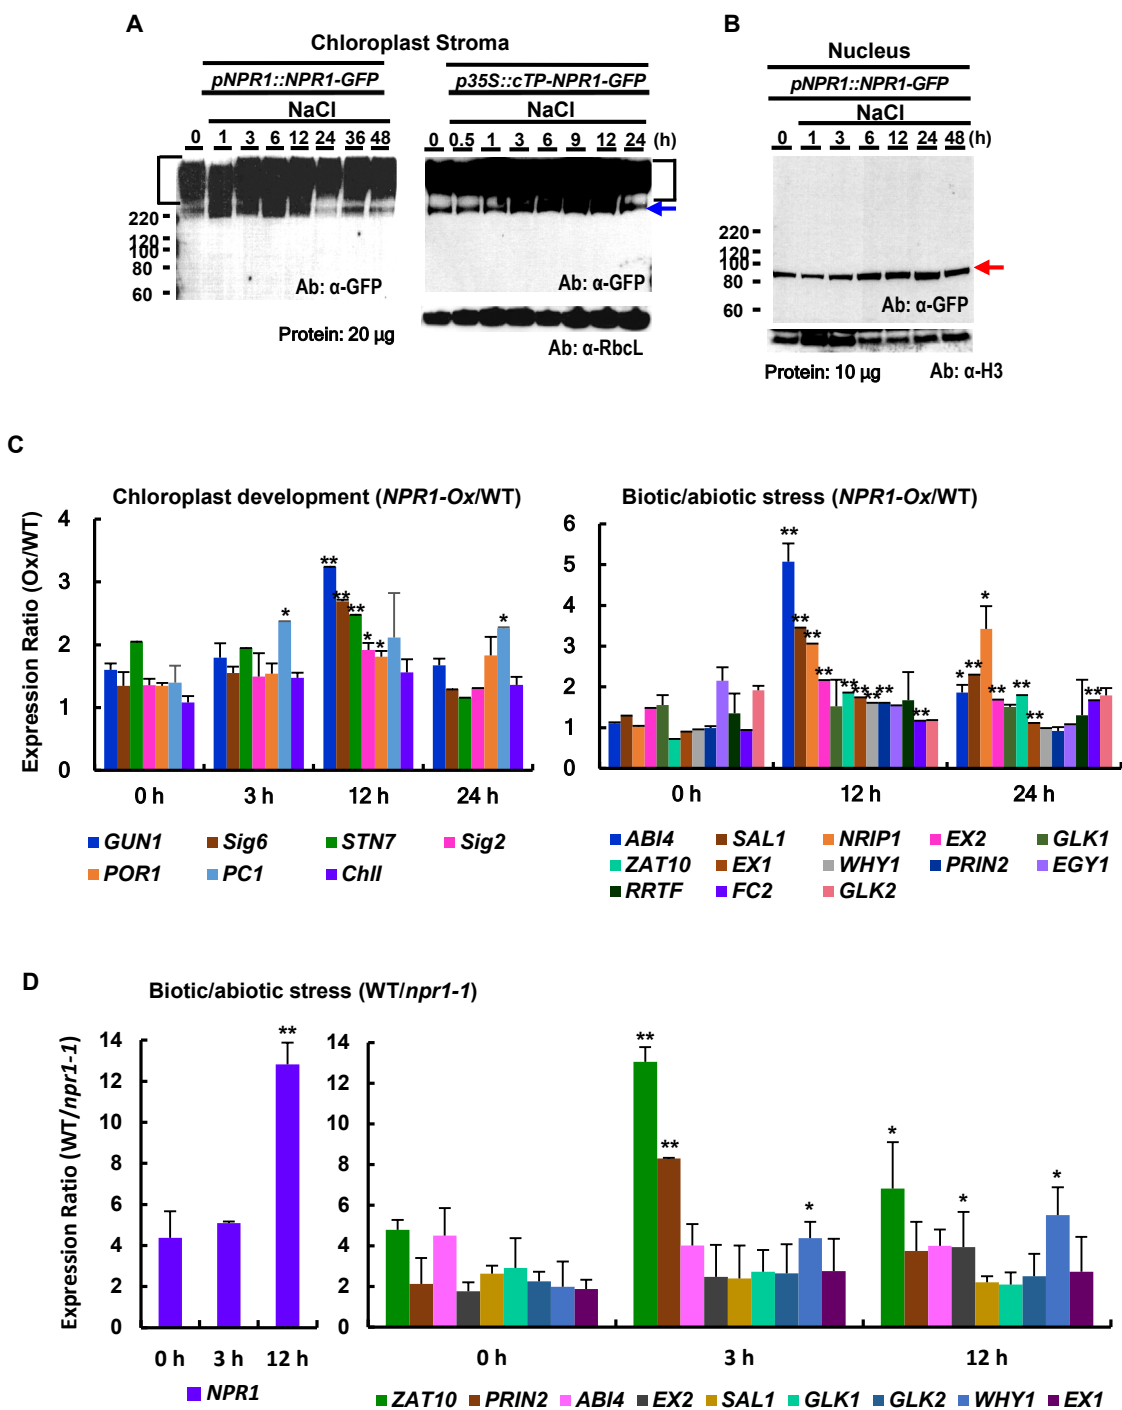 A
Chloroplast Stroma
pNPR1::NPR1-GFP
p35S::cTP-NPR1-GFP
NaCl
NaCl
0 1 3 6 12 24 36 48
0 0.5 1 3 6 9 12 24 (h)
220
120
100
80
60
Ab: α-GFP
Ab: α-GFP
Protein: 20 µg
Ab: α-RbcL
B
Nucleus
pNPR1::NPR1-GFP
NaCl
0 1 3 6 12 24 48 (h)
220
120
100
80
60
Ab: α-GFP
Protein: 10 µg
Ab: α-H3
C
Chloroplast development (NPR1-Ox/WT)
Expression Ratio (Ox/WT)
4
3
2
1
0
* ** ** ** * * *
0 h 3 h 12 h 24 h
GUN1 Sig6 STN7 Sig2
POR1 PC1 ChlI
Biotic/abiotic stress (NPR1-Ox/WT)
6
5
4
3
2
1
0
** ** ** ** ** ** ** ** * ** * ** ** ** **
0 h 12 h 24 h
ABI4 SAL1 NRIP1 EX2 GLK1
ZAT10 EX1 WHY1 PRIN2 EGY1
RRTF FC2 GLK2
D
Biotic/abiotic stress (WT/npr1-1)
Expression Ratio (WT/npr1-1)
14
12
10
8
6
4
2
0
**
0 h 3 h 12 h
NPR1
14
12
10
8
6
4
2
0
** ** * * * *
0 h 3 h 12 h
ZAT10 PRIN2 ABI4 EX2 SAL1 GLK1 GLK2 WHY1 EX1